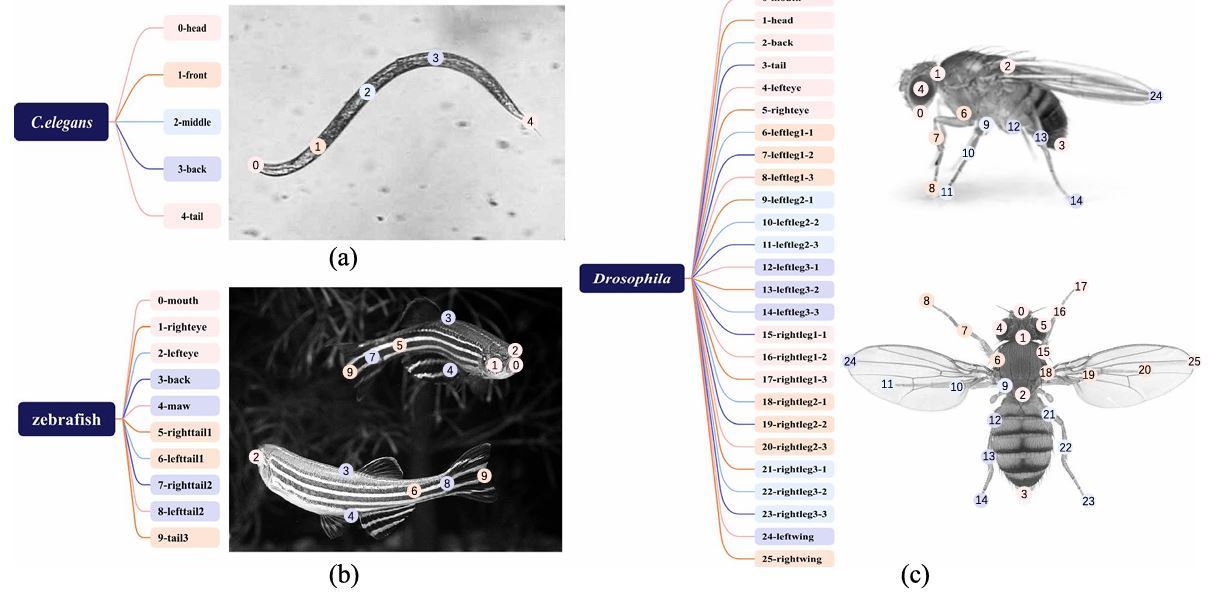 C.elegans
0-head
1-front
2-middle
3-back
4-tail
0
1
2
3
4
(a)
zebrafish
0-mouth
1-righteye
2-lefteye
3-back
4-maw
5-righttail1
6-lefttail1
7-righttail2
8-lefttail2
9-tail3
3
5
7
9
4
2
1
0
2
3
6
8
9
4
(b)
Drosophila
1-head
2-back
3-tail
4-lefteye
5-righteye
6-leftleg1-1
7-leftleg1-2
8-leftleg1-3
9-leftleg2-1
10-leftleg2-2
11-leftleg2-3
12-leftleg3-1
13-leftleg3-2
14-leftleg3-3
15-rightleg1-1
16-rightleg1-2
17-rightleg1-3
18-rightleg2-1
19-rightleg2-2
20-rightleg2-3
21-rightleg3-1
22-rightleg3-2
23-rightleg3-3
24-leftwing
25-rightwing
1
2
4
24
0
6
9
12
7
13
3
10
8
11
14
17
8
0
16
7
4
5
1
15
24
6
25
11
10
9
18
19
20
2
12
21
13
22
14
3
23
(c)